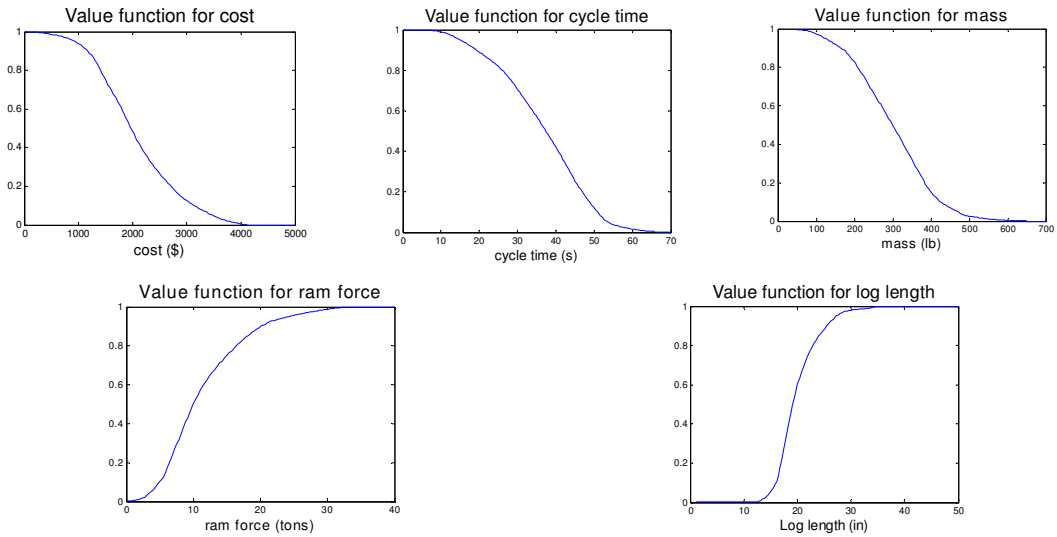 Value function for cost
1
0.8
0.6
0.4
0.2
0
0 1000 2000 3000 4000 5000
cost ($)
Value function for cycle time
1
0.8
0.6
0.4
0.2
0
0 10 20 30 40 50 60 70
cycle time (s)
Value function for mass
1
0.8
0.6
0.4
0.2
0
0 100 200 300 400 500 600 700
mass (lb)
Value function for ram force
1
0.8
0.6
0.4
0.2
0
0 10 20 30 40
ram force (tons)
Value function for log length
1
0.8
0.6
0.4
0.2
0
0 10 20 30 40 50
Log length (in)